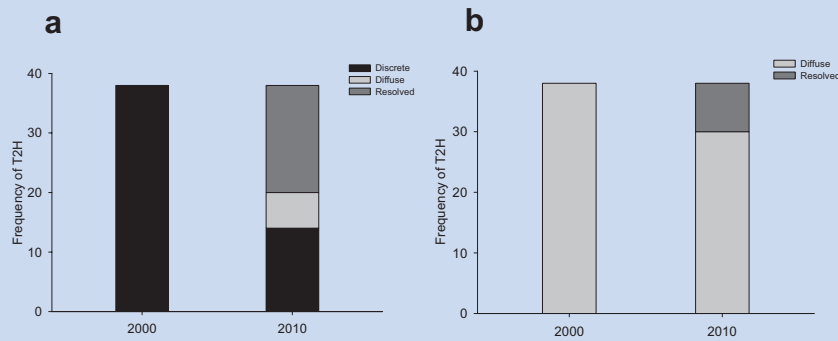 a
Discrete
Diffuse
Resolved
Frequency of T2H
40
30
20
10
0
2000
2010
b
Diffuse
Resolved
Frequency of T2H
40
30
20
10
0
2000
2010